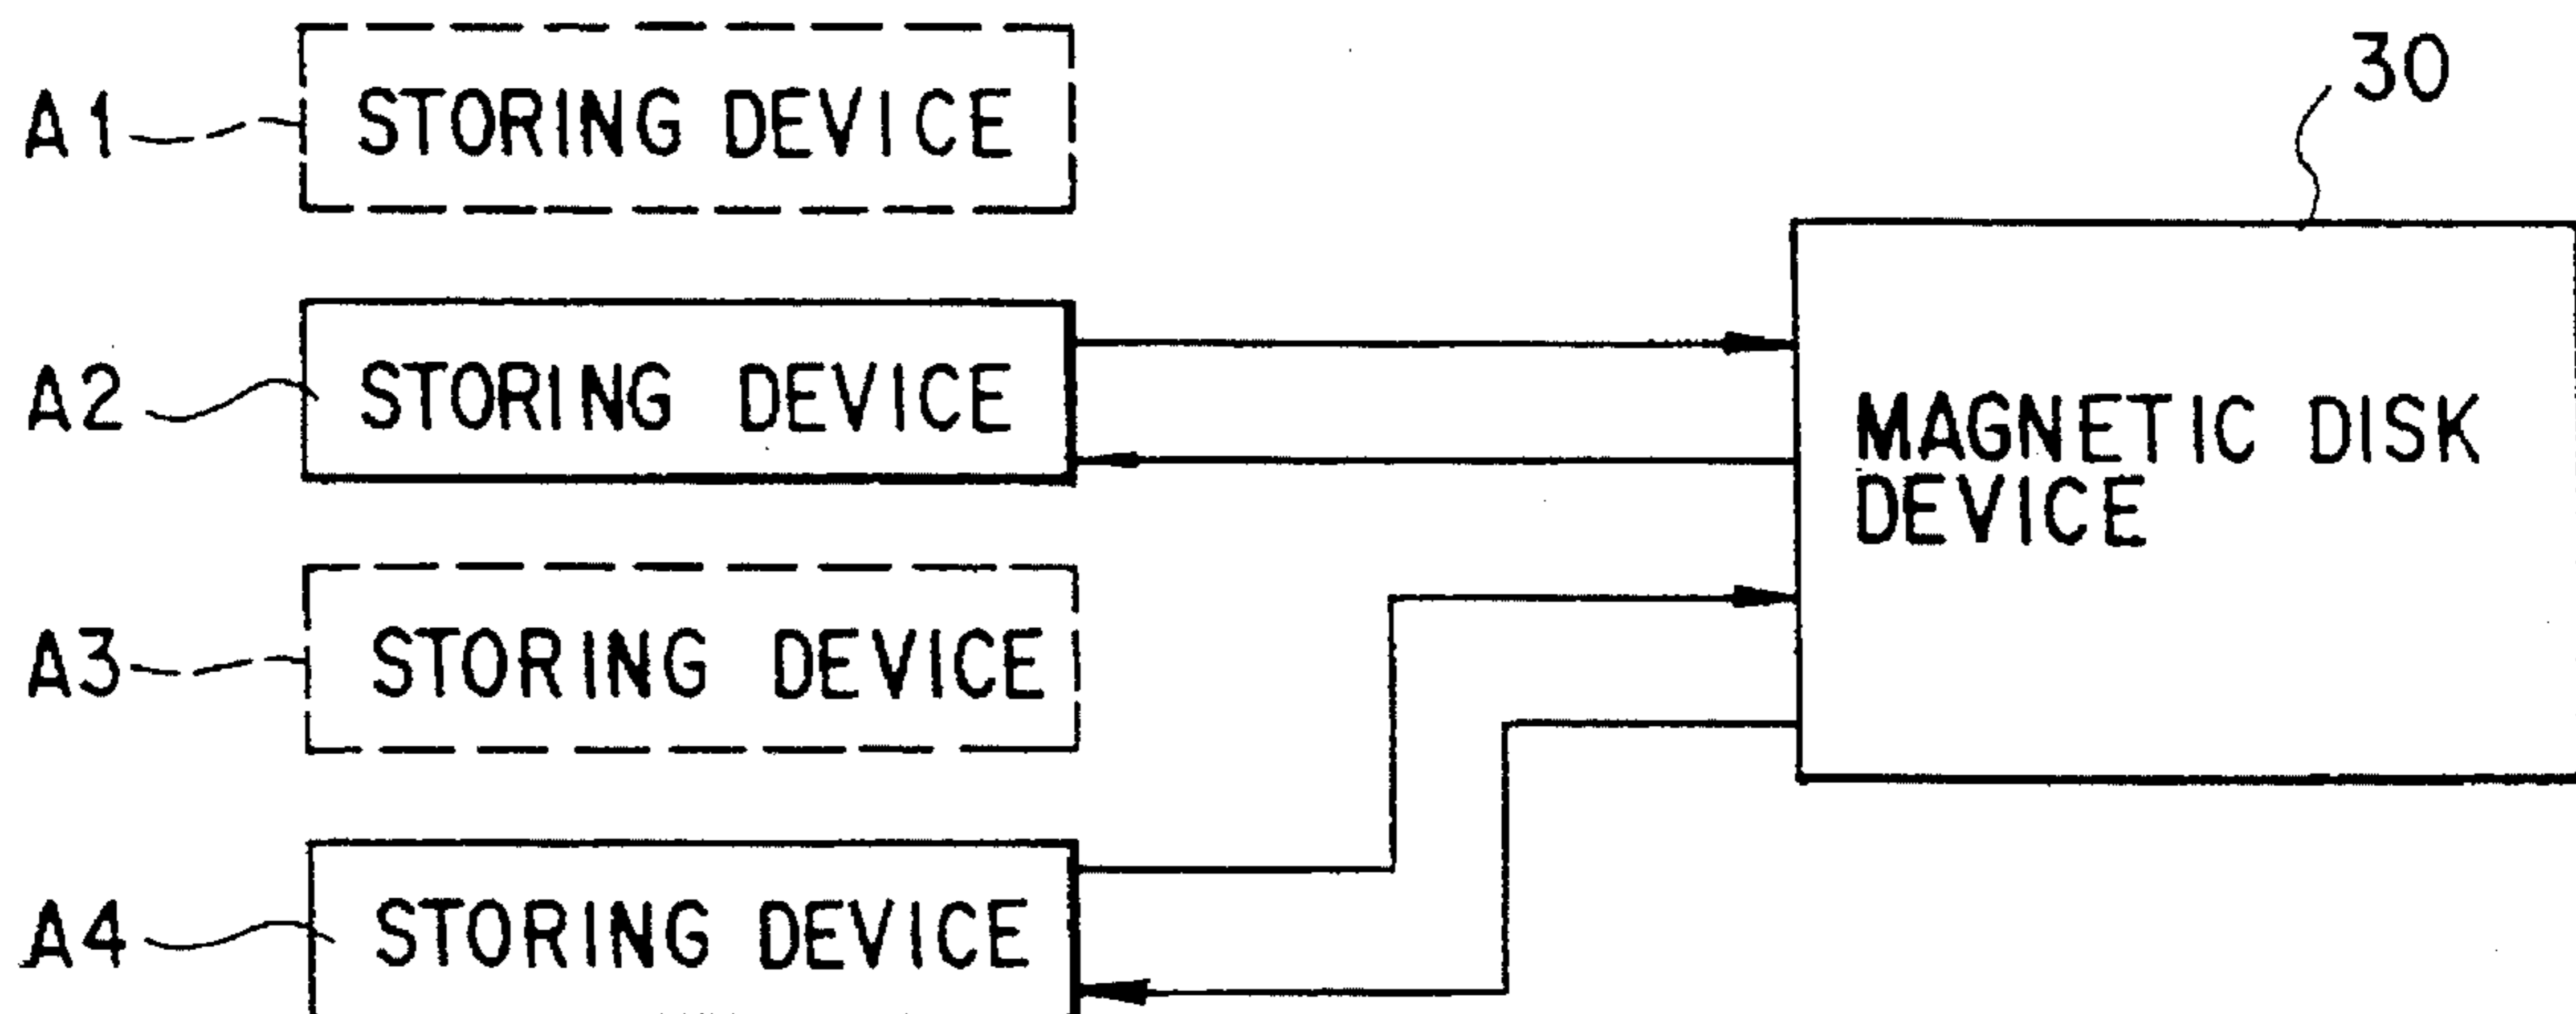 A1 STORING DEVICE
30
A2 STORING DEVICE
MAGNETIC DISK
DEVICE
A3 STORING DEVICE
A4 STORING DEVICE